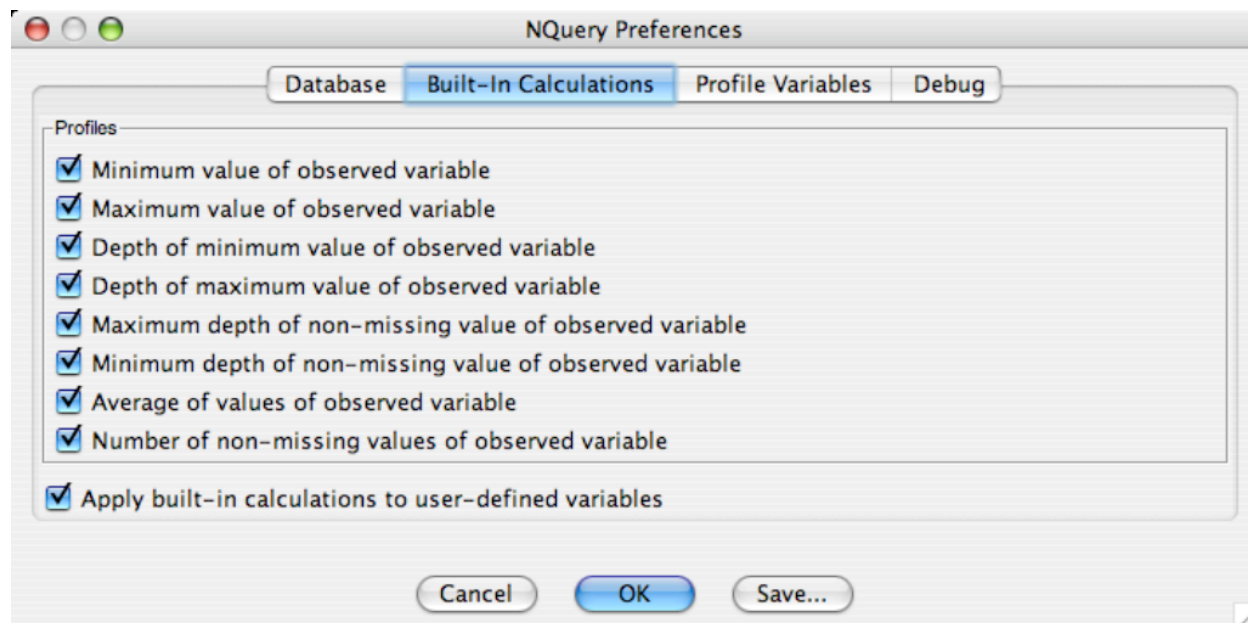 NQuery Preferences
Database Built-In Calculations Profile Variables Debug
Profiles
Minimum value of observed variable
Maximum value of observed variable
Depth of minimum value of observed variable
Depth of maximum value of observed variable
Maximum depth of non-missing value of observed variable
Minimum depth of non-missing value of observed variable
Average of values of observed variable
Number of non-missing values of observed variable
Apply built-in calculations to user-defined variables
Cancel OK Save...